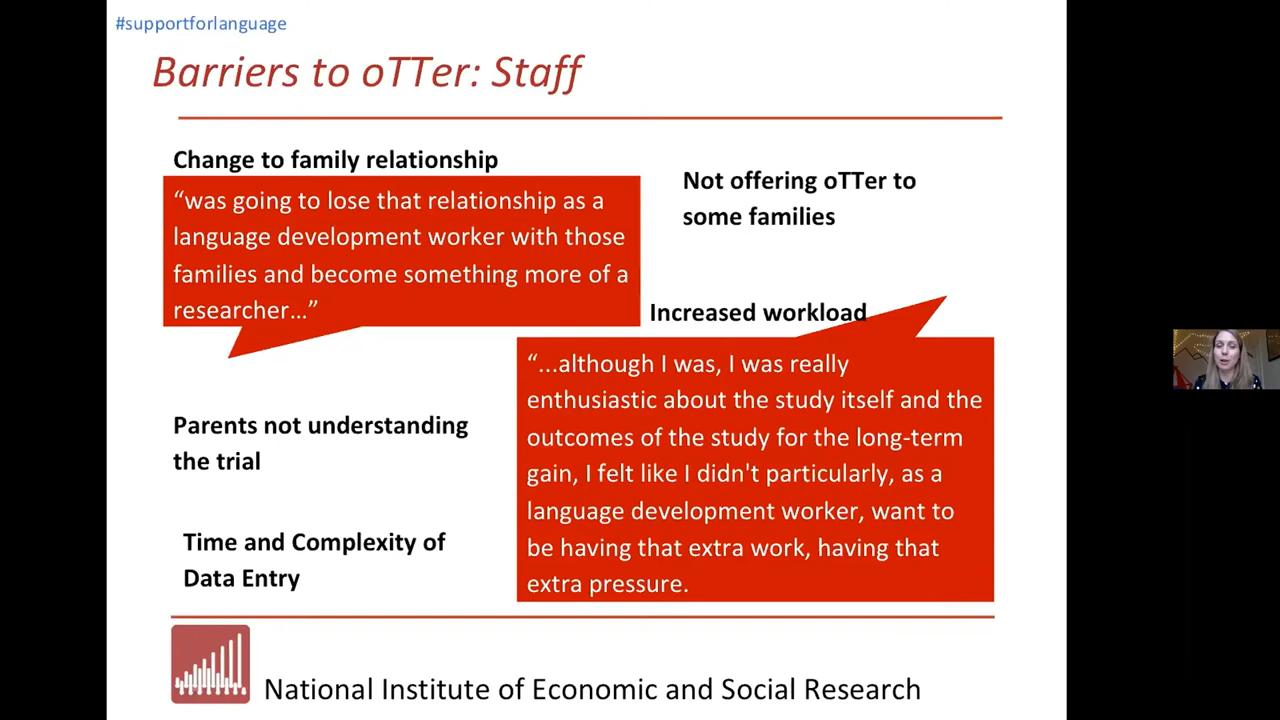 #supportforlanguage
Barriers to oTTer: Staff
Change to family relationship
“was going to lose that relationship as a
language development worker with those
families and become something more of a
researcher…”
Not offering oTTer to
some families
Increased workload
“...although I was, I was really
enthusiastic about the study itself and the
outcomes of the study for the long-term
gain, I felt like I didn't particularly, as a
language development worker, want to
be having that extra work, having that
extra pressure.
Parents not understanding
the trial
Time and Complexity of
Data Entry
National Institute of Economic and Social Research